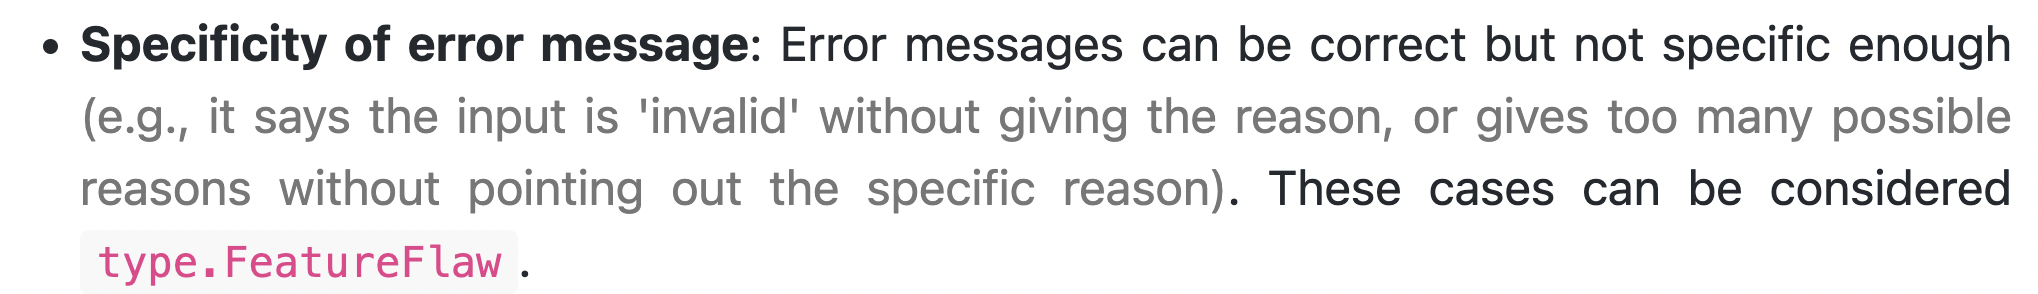 • Specificity of error message: Error messages can be correct but not specific enough
(e.g., it says the input is 'invalid' without giving the reason, or gives too many possible
reasons without pointing out the specific reason). These cases can be considered
type.FeatureFlaw.